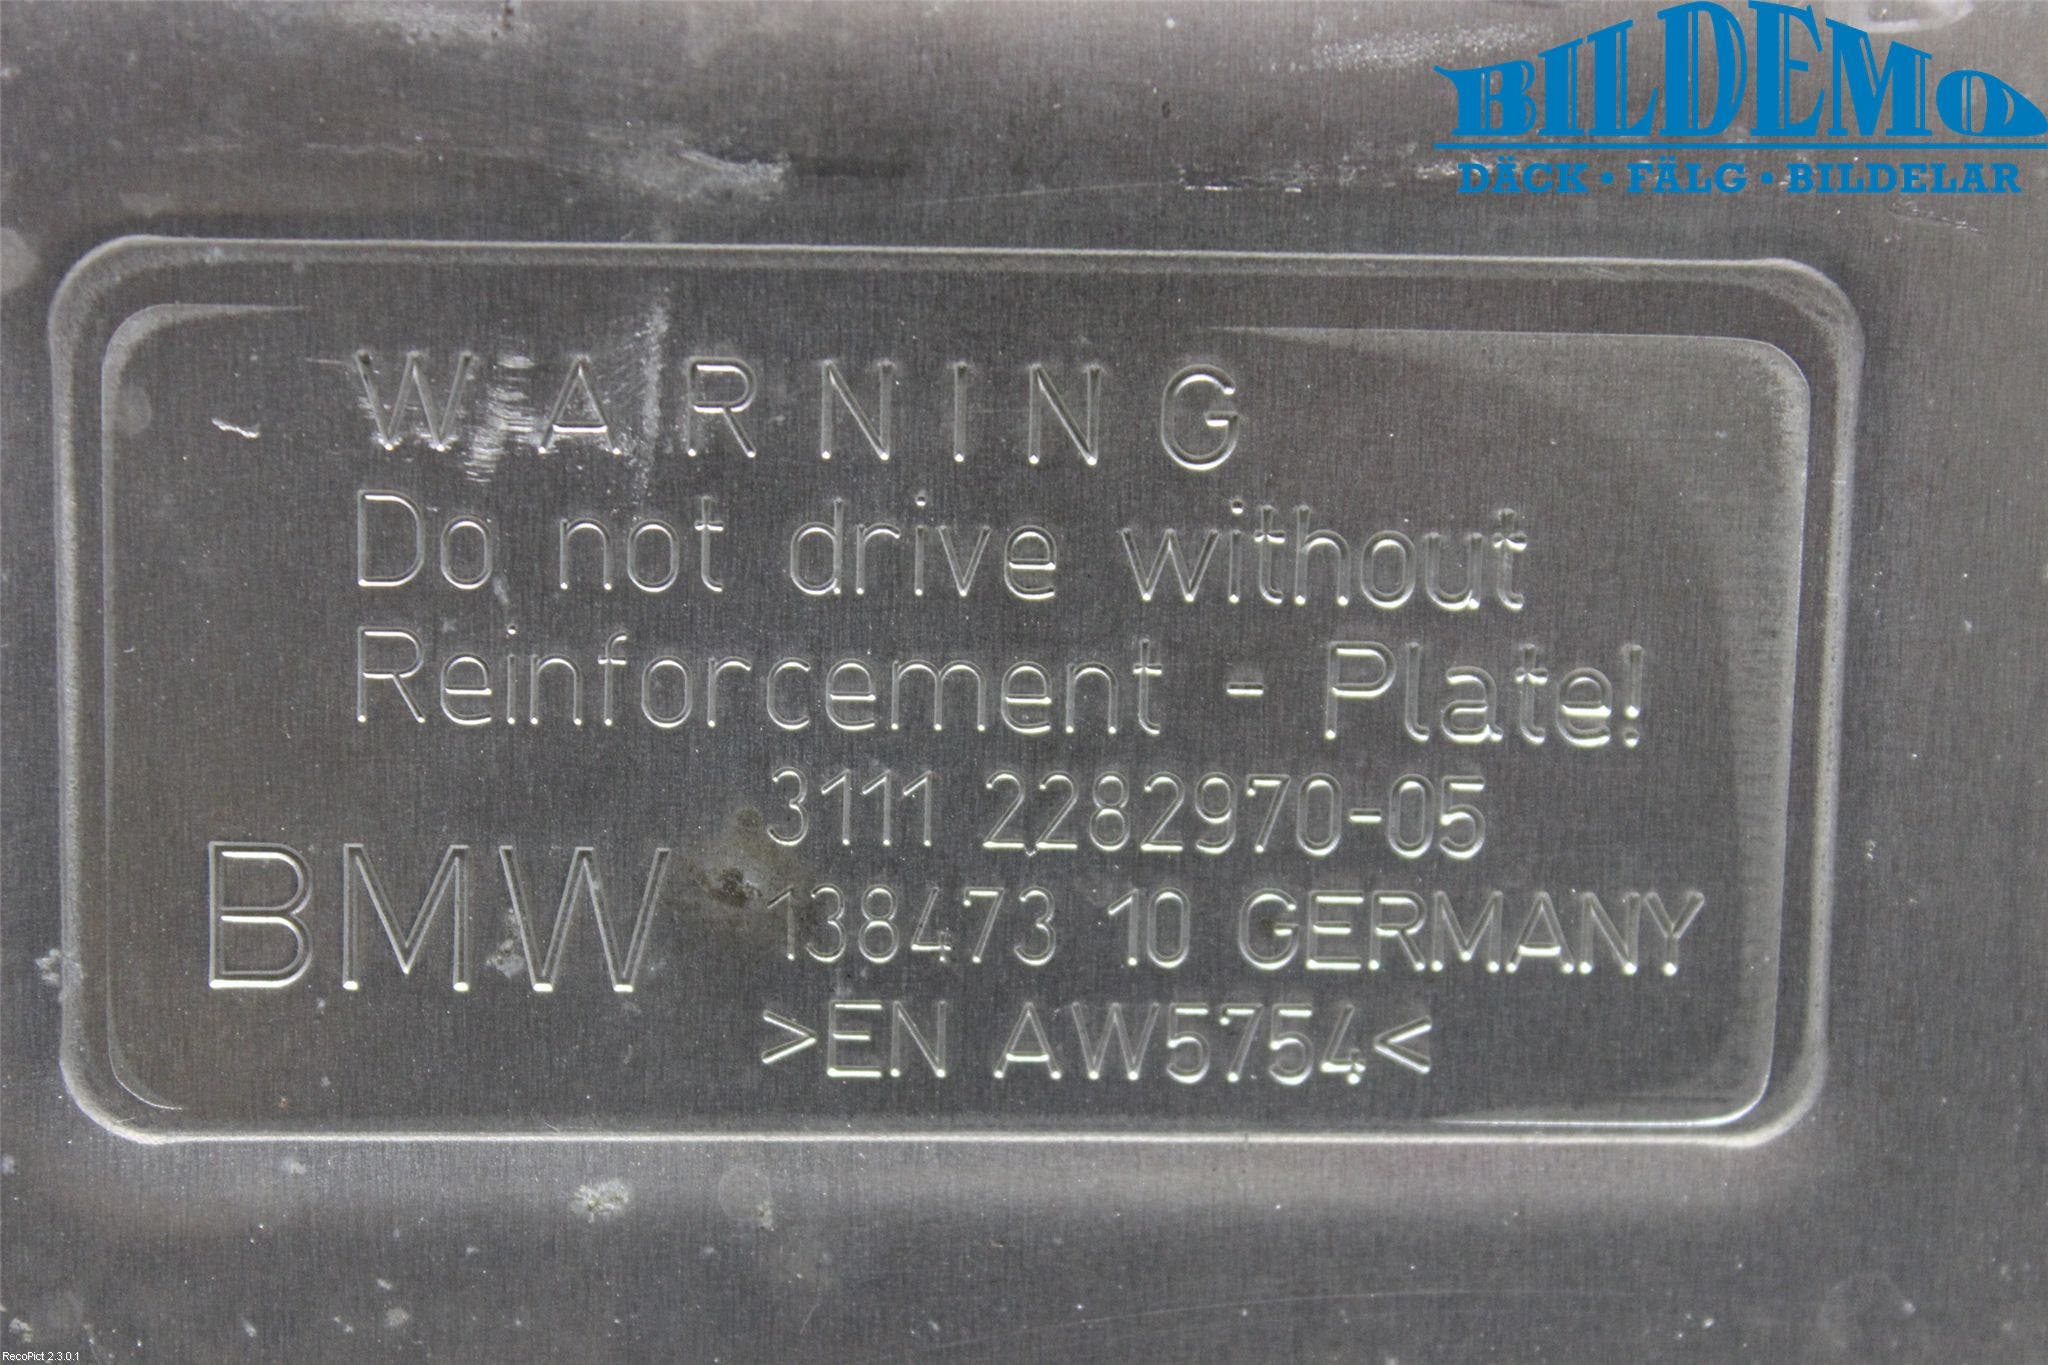 BILDEMO
DÄCK • FÄLG • BILDELAR
WARNING
Do not drive without
Reinforcement - Plate!
3111 2282970-05
BMW 138473 10 GERMANY
>EN AW5754<
RecoPict 2.3.0.1